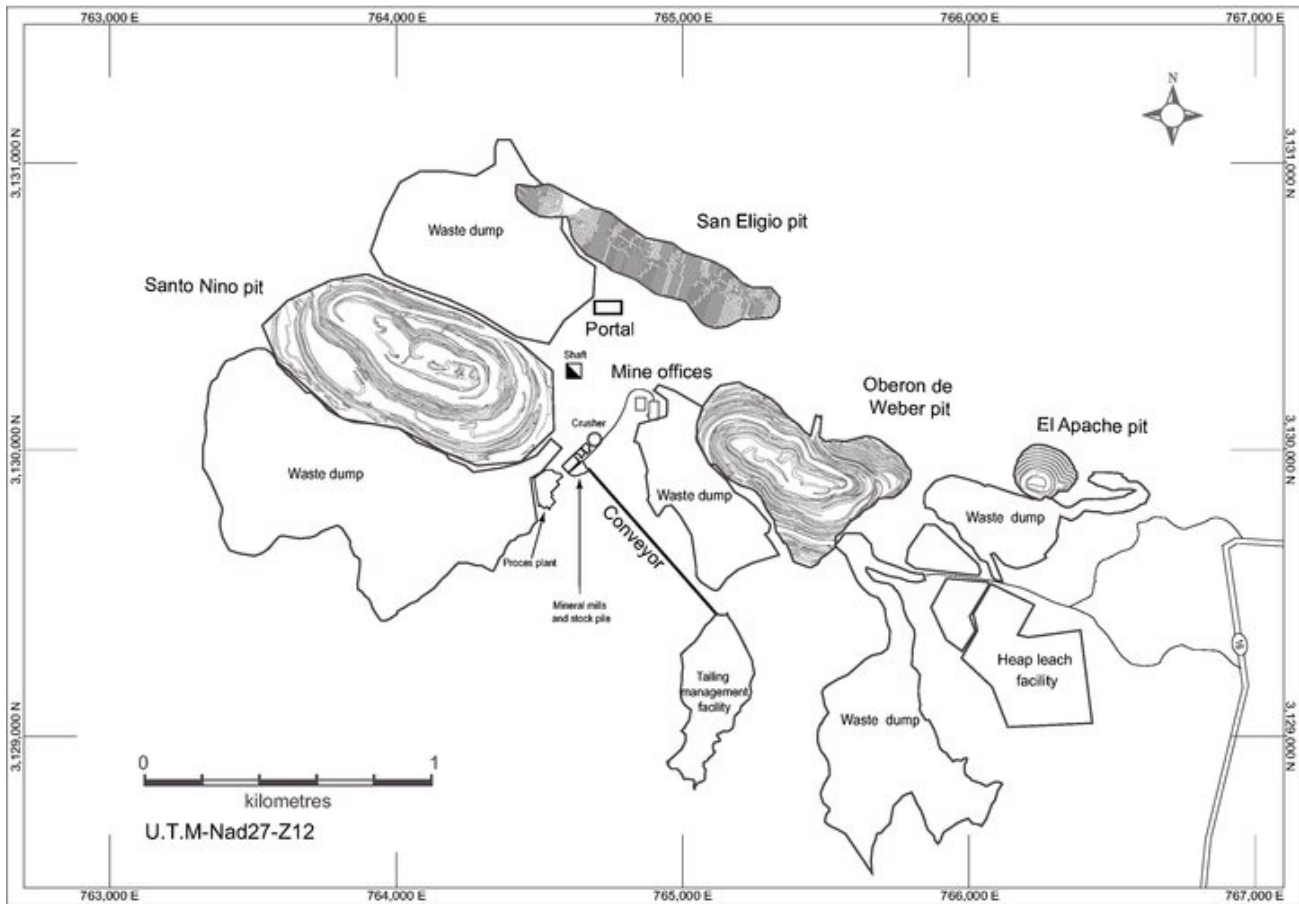 763,000 E
764,000 E
765,000 E
766,000 E
767,000 E
N
3,131,000 N
3,131,000 N
San Eligio pit
Waste dump
Santo Nino pit
Portal
Shaft
Mine offices
Oberon de
Weber pit
El Apache pit
Crusher
3,130,000 N
3,130,000 N
Waste dump
Waste dump
Waste dump
Conveyor
Proces plant
Mineral mills
and stock pile
16
Heap leach
facility
Tailing
management
facility
Waste dump
3,129,000 N
3,129,000 N
0
1
kilometres
U.T.M-Nad27-Z12
763,000 E
764,000 E
765,000 E
766,000 E
767,000 E